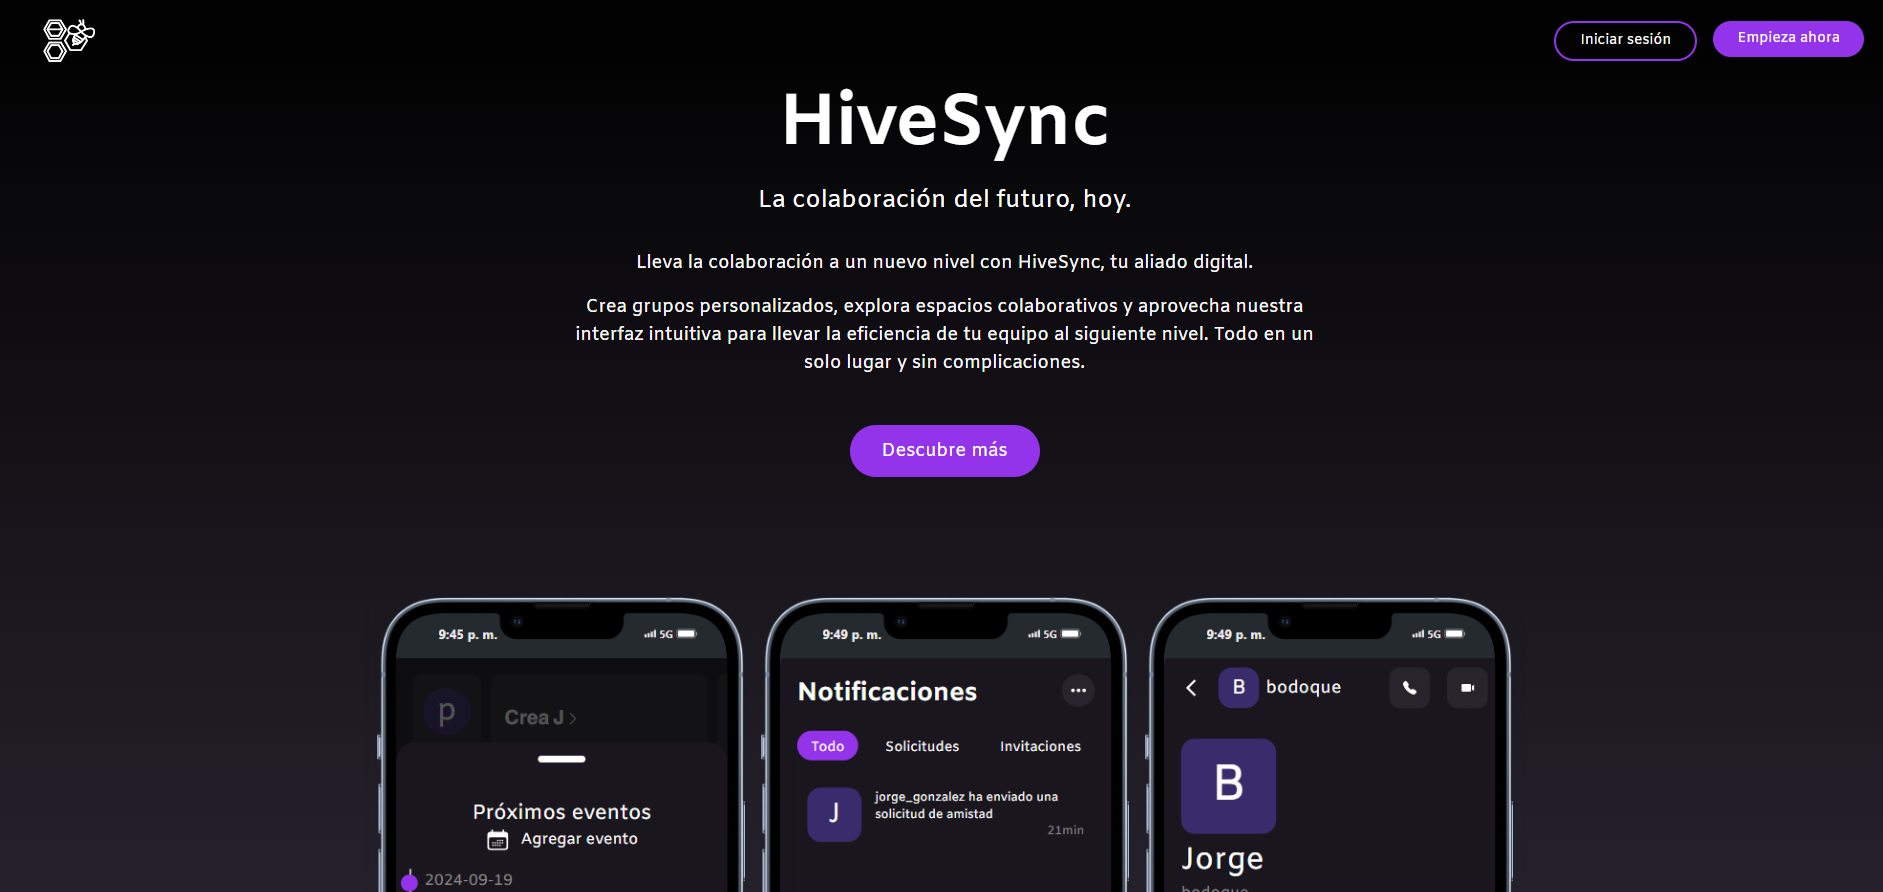 Iniciar sesión
Empieza ahora
HiveSync
La colaboración del futuro, hoy.
Lleva la colaboración a un nuevo nivel con HiveSync, tu aliado digital.
Crea grupos personalizados, explora espacios colaborativos y aprovecha nuestra
interfaz intuitiva para llevar la eficiencia de tu equipo al siguiente nivel. Todo en un
solo lugar y sin complicaciones.
Descubre más
9:45 p. m.
5G
p
Crea J
Próximos eventos
Agregar evento
2024-09-19
9:49 p. m.
5G
Notificaciones
Todo
Solicitudes
Invitaciones
J
jorge_gonzalez ha enviado una
solicitud de amistad
21min
9:49 p. m.
5G
B
bodoque
B
Jorge
bodoque